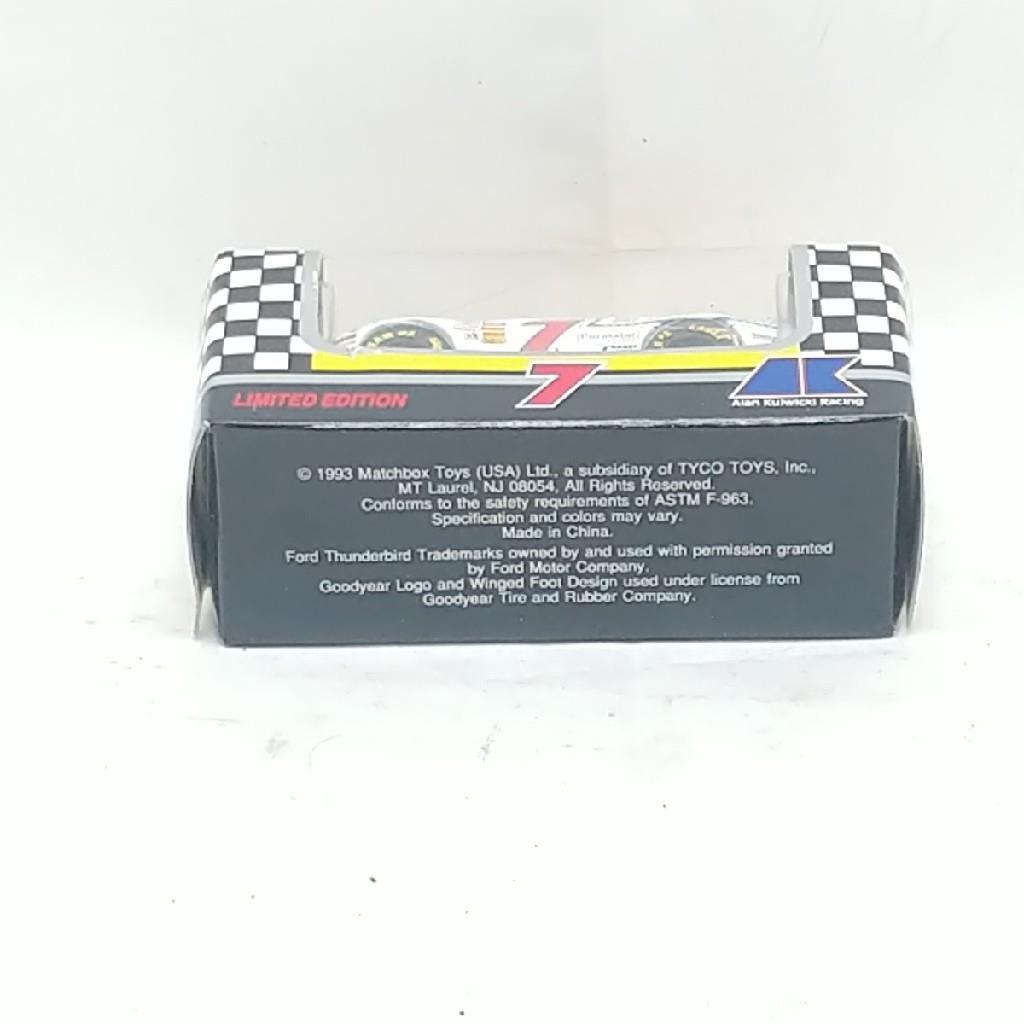 7
LIMITED EDITION
7
AK
Alan Kulwicki Racing
© 1993 Matchbox Toys (USA) Ltd., a subsidiary of TYCO TOYS, Inc.,
MT Laurel, NJ 08054, All Rights Reserved.
Conforms to the safety requirements of ASTM F-963.
Specification and colors may vary.
Made in China.
Ford Thunderbird Trademarks owned by and used with permission granted
by Ford Motor Company.
Goodyear Logo and Winged Foot Design used under license from
Goodyear Tire and Rubber Company.